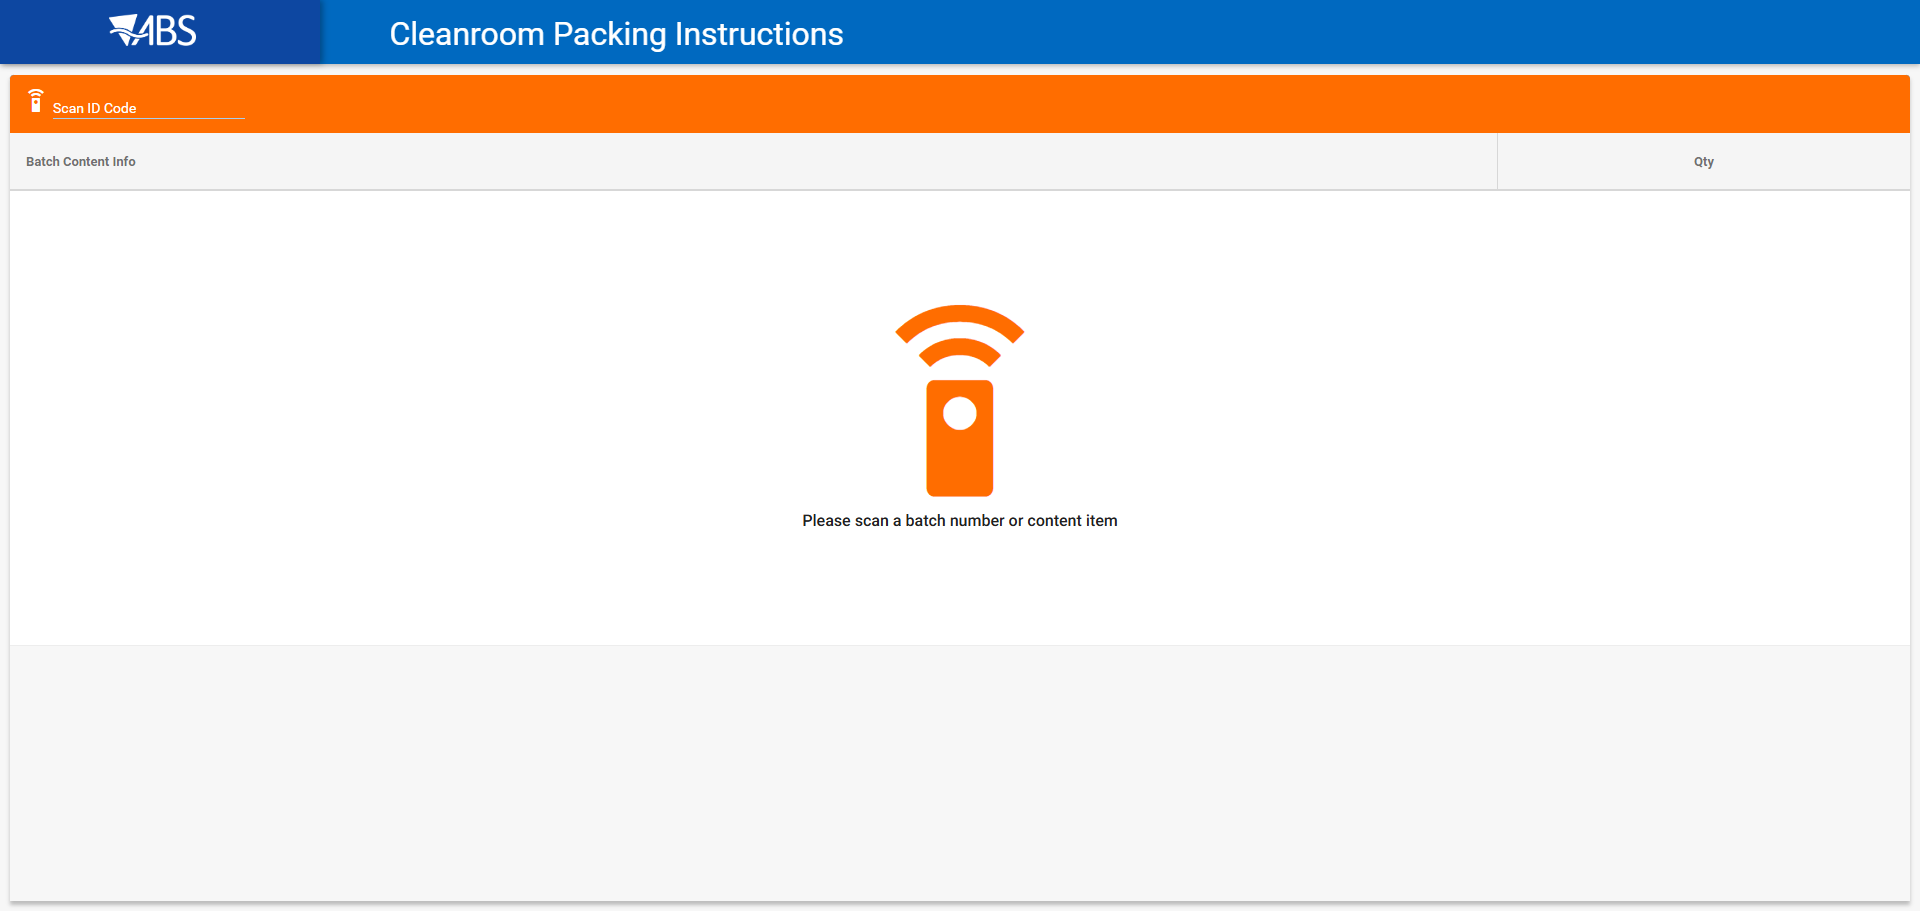 ABS
Cleanroom Packing Instructions
Scan ID Code
Batch Content Info
Qty
Please scan a batch number or content item